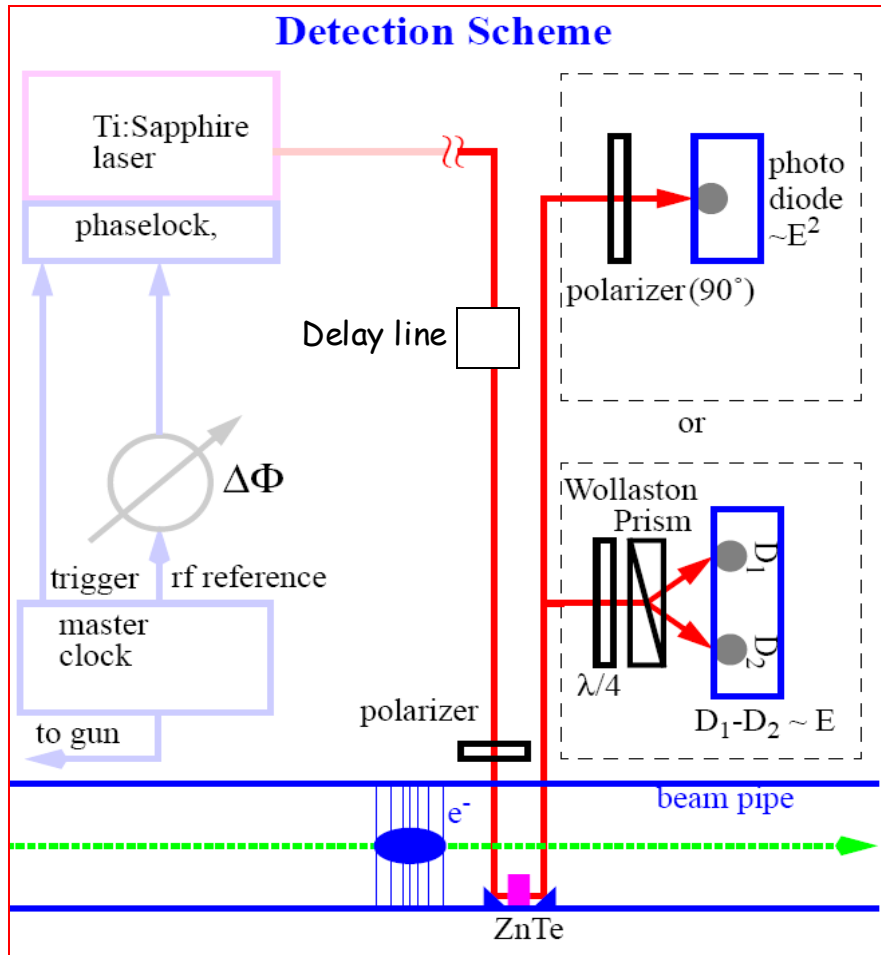 Detection Scheme
Ti:Sapphire
laser
phaselock,
Delay line
ΔΦ
trigger
rf reference
master
clock
to gun
polarizer
photo
diode
~E²
polarizer (90˚)
or
Wollaston
Prism
D₁
D₂
λ/4
D₁-D₂ ~ E
e⁻
beam pipe
ZnTe